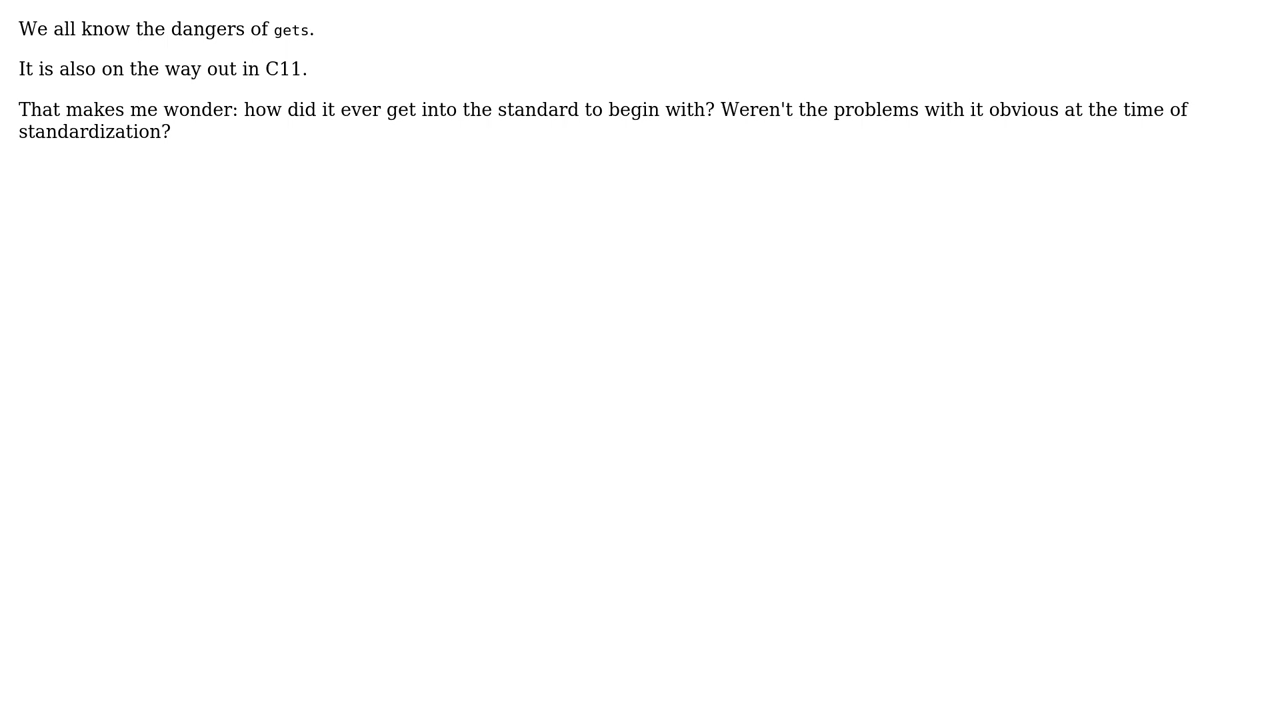 We all know the dangers of gets.
It is also on the way out in C11.
That makes me wonder: how did it ever get into the standard to begin with? Weren't the problems with it obvious at the time of
standardization?